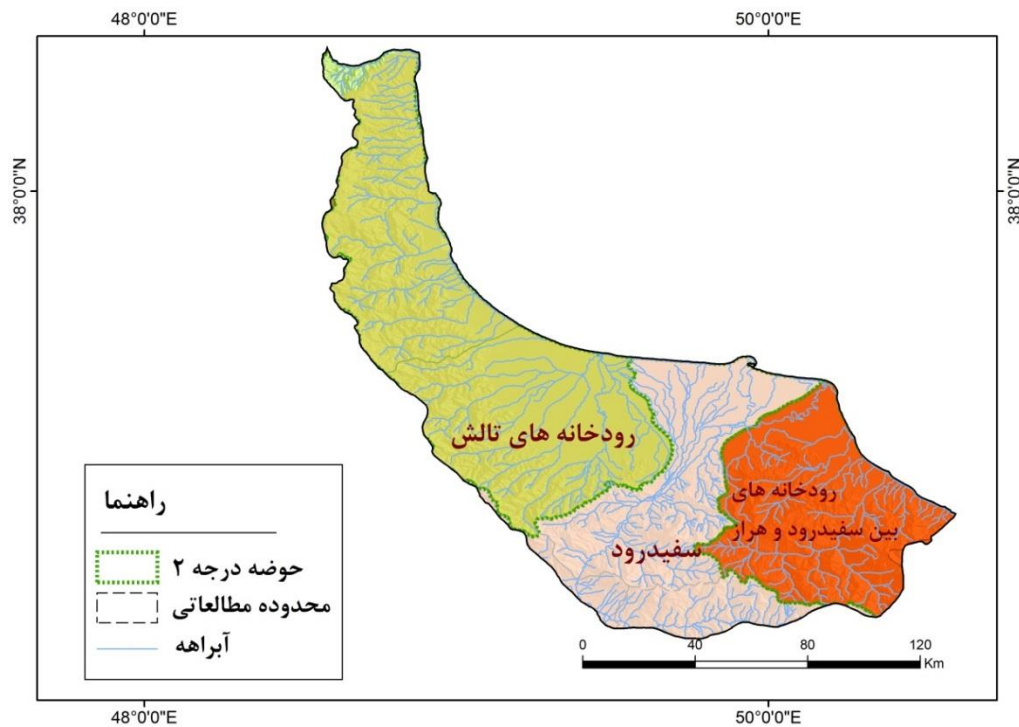 48°0'0"E
50°0'0"E
38°0'0"N
38°0'0"N
رودخانه های تالش
رودخانه های
بین سفیدرود و هراز
سفیدرود
راهنما
حوضه درجه ۲
محدوده مطالعاتی
آبراهه
0 40 80 120
Km
48°0'0"E
50°0'0"E